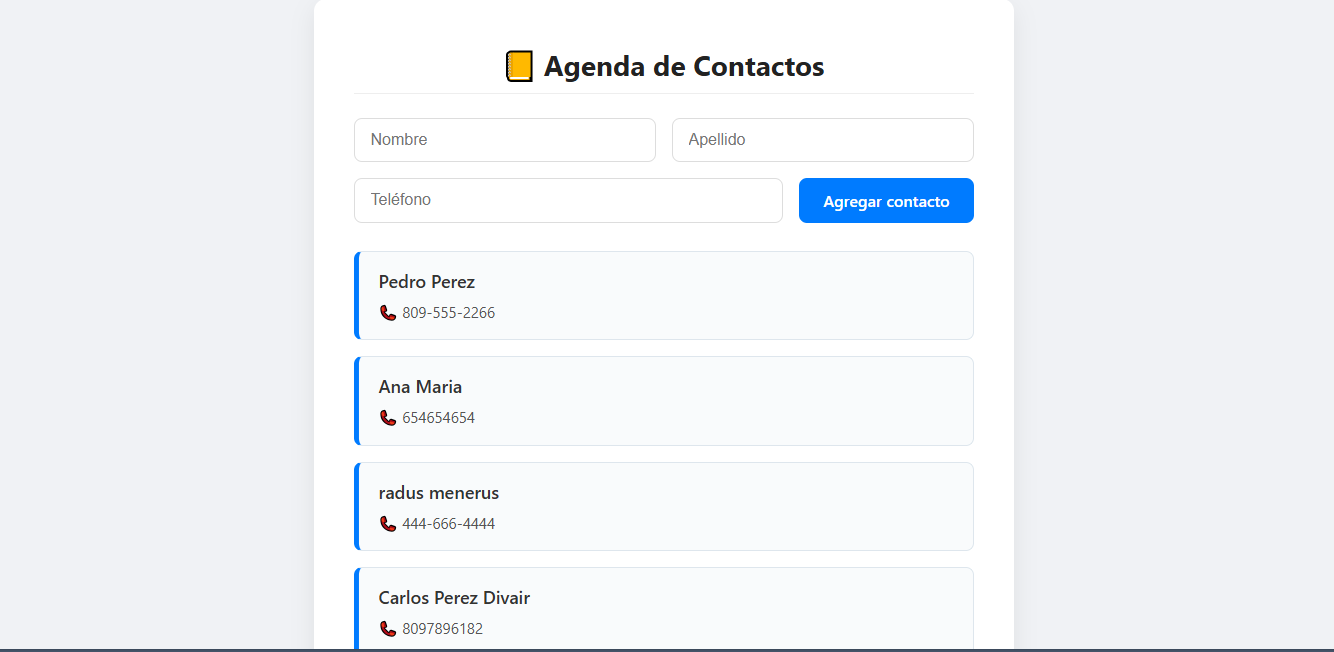 Agenda de Contactos
Nombre
Apellido
Teléfono
Agregar contacto
Pedro Perez
809-555-2266
Ana Maria
654654654
radus menerus
444-666-4444
Carlos Perez Divair
8097896182